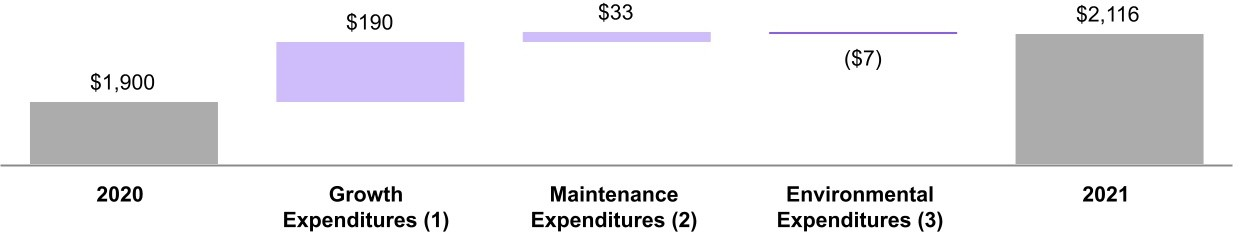 $1,900
$190
$33
($7)
$2,116
2020
Growth
Expenditures (1)
Maintenance
Expenditures (2)
Environmental
Expenditures (3)
2021